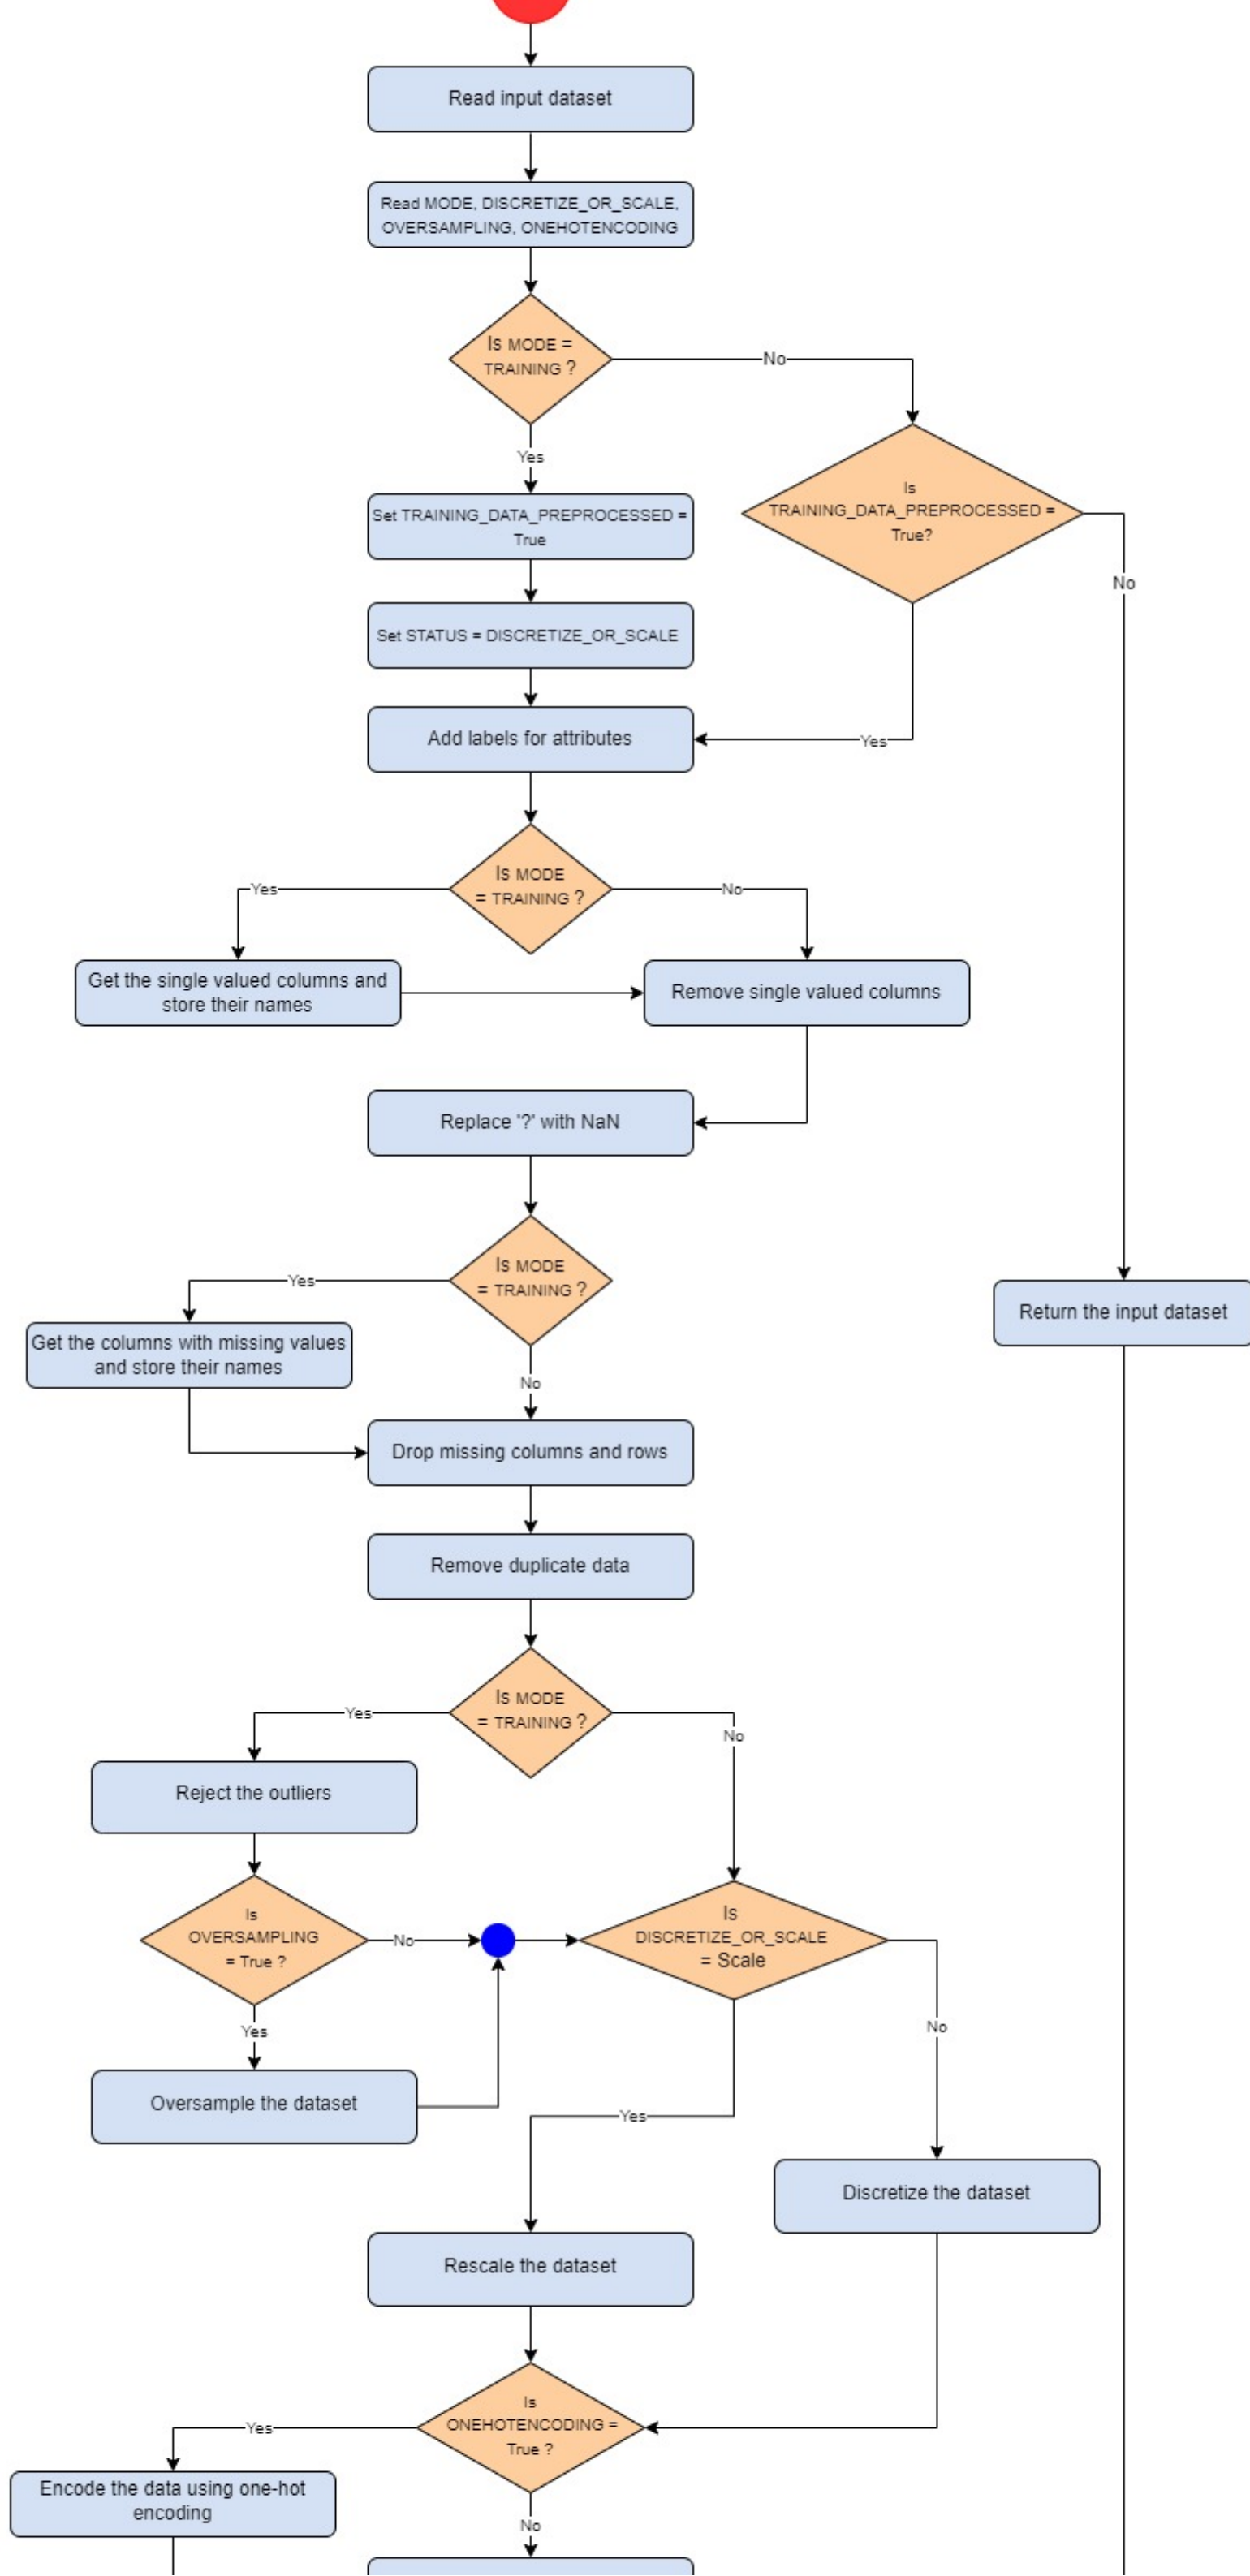 Read input dataset
Read MODE, DISCRETIZE_OR_SCALE,
OVERSAMPLING, ONEHOTENCODING
Is MODE =
TRAINING ?
No
Yes
Is
TRAINING_DATA_PREPROCESSED =
True?
Set TRAINING_DATA_PREPROCESSED =
True
No
Set STATUS = DISCRETIZE_OR_SCALE
Add labels for attributes
Yes
Is MODE
= TRAINING ?
Yes
No
Get the single valued columns and
store their names
Remove single valued columns
Replace '?' with NaN
Is MODE
= TRAINING ?
Yes
Return the input dataset
Get the columns with missing values
and store their names
No
Drop missing columns and rows
Remove duplicate data
Is MODE
= TRAINING ?
Yes
No
Reject the outliers
Is
OVERSAMPLING
= True ?
No
Is
DISCRETIZE_OR_SCALE
= Scale
Yes
No
Oversample the dataset
Yes
Discretize the dataset
Rescale the dataset
Is
ONEHOTENCODING =
True ?
Yes
Encode the data using one-hot
encoding
No